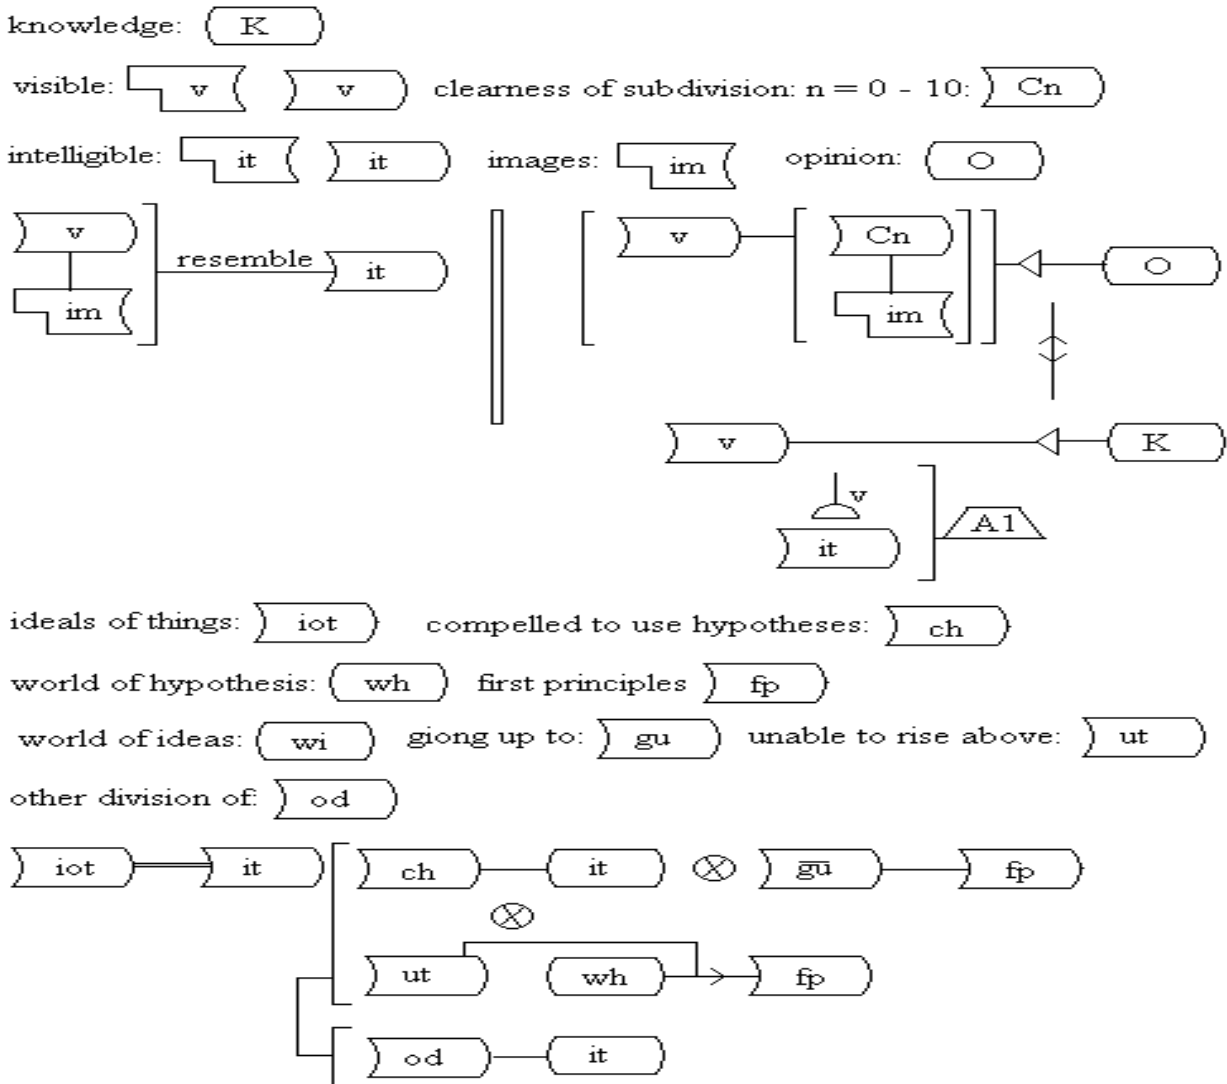 knowledge: K
visible: v v clearness of subdivision: n = 0 - 10: Cn
intelligible: it it images: im opinion: O
v resemble it v Cn O
im im
v K
v
it A1
ideals of things: iot compelled to use hypotheses: ch
world of hypothesis: wh first principles fp
world of ideas: wi giong up to: gu unable to rise above: ut
other division of: od
iot it ch it gu fp
ut wh fp
od it